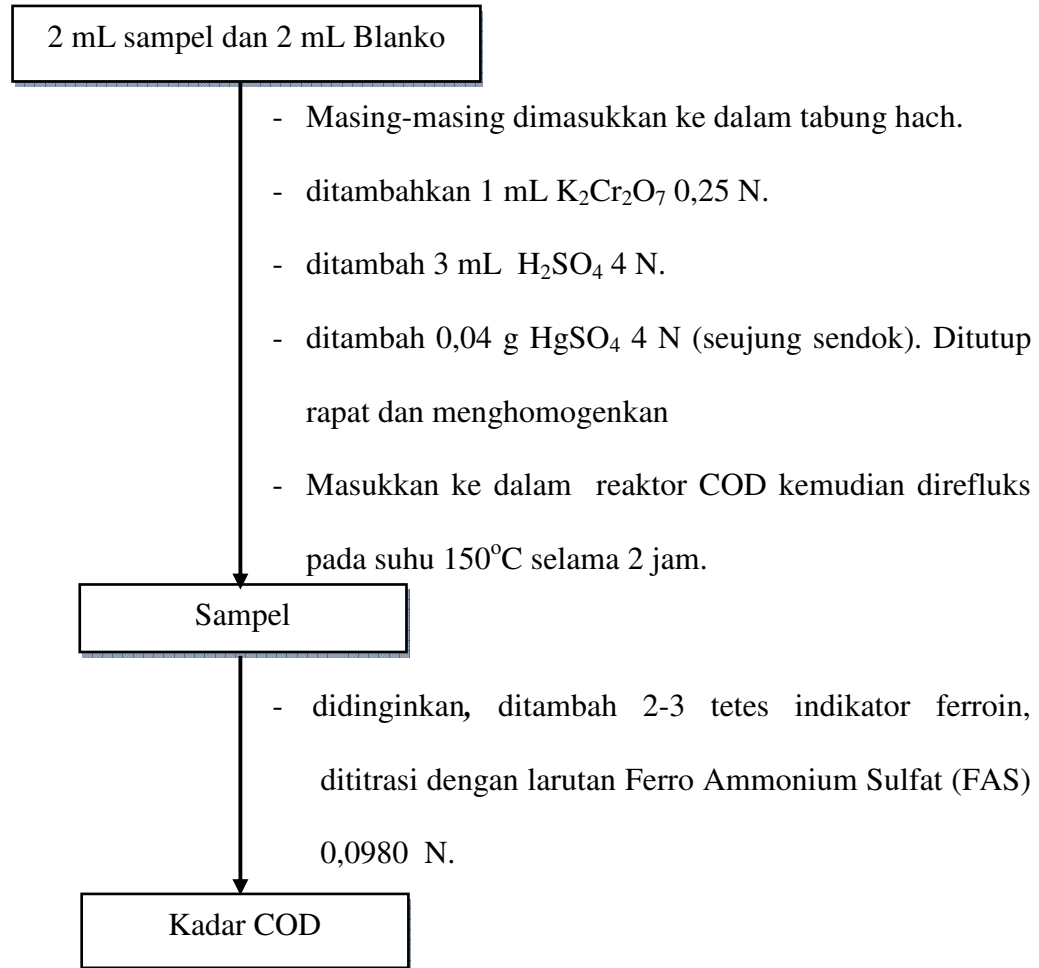 2 mL sampel dan 2 mL Blanko
- Masing-masing dimasukkan ke dalam tabung hach.
- ditambahkan 1 mL K₂Cr₂O₇ 0,25 N.
- ditambah 3 mL H₂SO₄ 4 N.
- ditambah 0,04 g HgSO₄ 4 N (seujung sendok). Ditutup
rapat dan menghomogenkan
- Masukkan ke dalam reaktor COD kemudian direfluks
pada suhu 150°C selama 2 jam.
Sampel
- didinginkan, ditambah 2-3 tetes indikator ferroin,
dititrasi dengan larutan Ferro Ammonium Sulfat (FAS)
0,0980 N.
Kadar COD